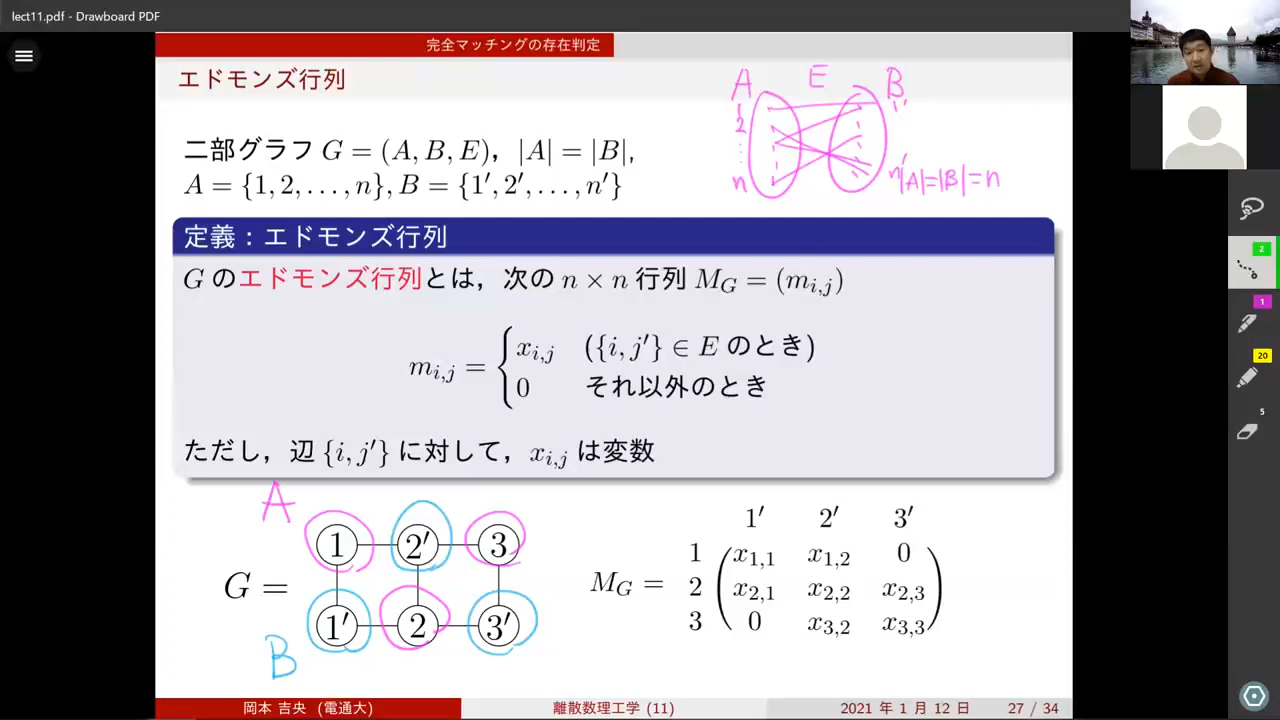 lect11.pdf - Drawboard PDF
完全マッチングの存在判定
エドモンズ行列
A E B
1 1'
2
⋮
n n'
|A|=|B|=n
二部グラフ G = (A, B, E)，|A| = |B|,
A = {1, 2, . . . , n}, B = {1′, 2′, . . . , n′}
定義：エドモンズ行列
G のエドモンズ行列とは，次の n × n 行列 M_G = (m_{i,j})
m_{i,j} = { x_{i,j} ({i, j′} ∈ E のとき)
0 それ以外のとき
ただし，辺 {i, j′} に対して，x_{i,j} は変数
A
1 2′ 3
G =
1′ 2 3′
B
1′ 2′ 3′
1 x_{1,1} x_{1,2} 0
M_G = 2 x_{2,1} x_{2,2} x_{2,3}
3 0 x_{3,2} x_{3,3}
岡本 吉央 (電通大) 離散数理工学 (11) 2021 年 1 月 12 日 27 / 34
2
1
20
5